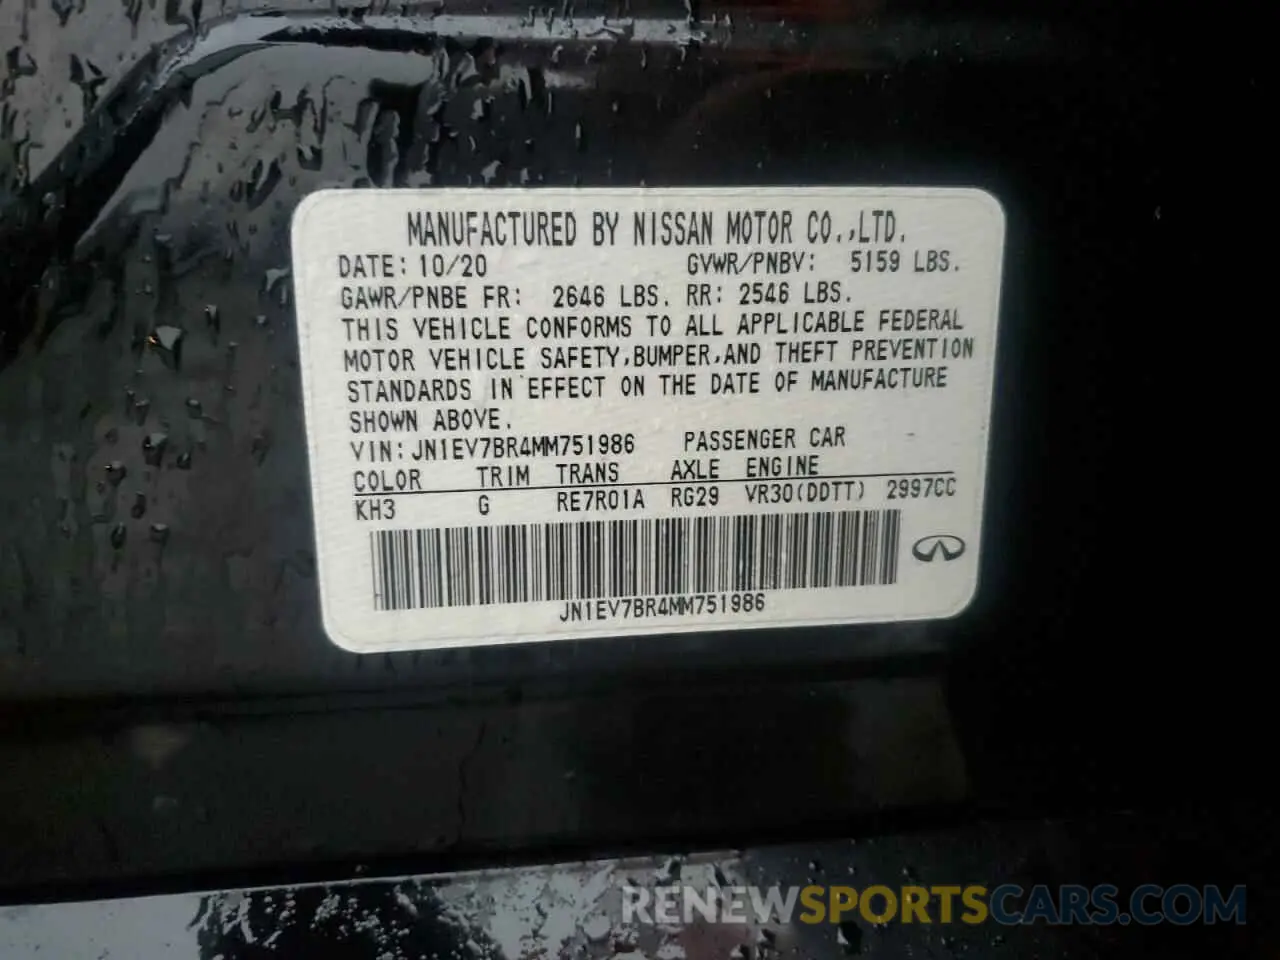 MANUFACTURED BY NISSAN MOTOR CO.,LTD.
DATE: 10/20 GVWR/PNBV: 5159 LBS.
GAWR/PNBE FR: 2646 LBS. RR: 2546 LBS.
THIS VEHICLE CONFORMS TO ALL APPLICABLE FEDERAL
MOTOR VEHICLE SAFETY,BUMPER,AND THEFT PREVENTION
STANDARDS IN EFFECT ON THE DATE OF MANUFACTURE
SHOWN ABOVE.
VIN:JN1EV7BR4MM751986 PASSENGER CAR
COLOR TRIM TRANS AXLE ENGINE
KH3 G RE7R01A RG29 VR30(DDTT) 2997CC
JN1EV7BR4MM751986
RENEWSPORTSCARS.COM